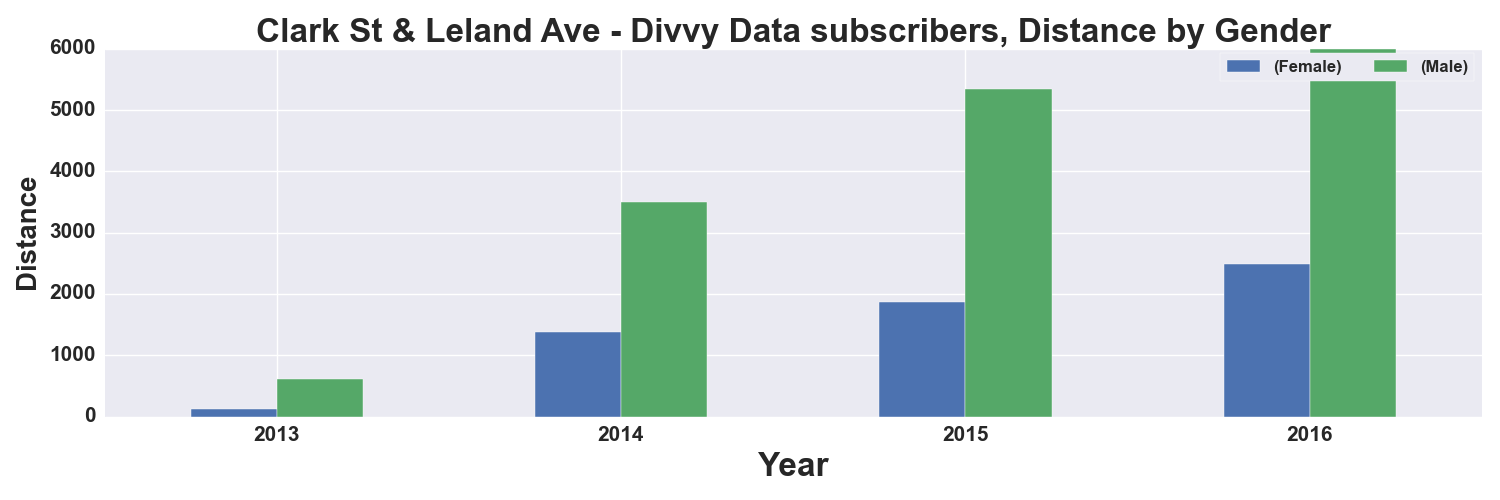 Clark St & Leland Ave - Divvy Data subscribers, Distance by Gender
6000
5000
4000
3000
2000
1000
0
Distance
(Female) (Male)
2013 2014 2015 2016
Year